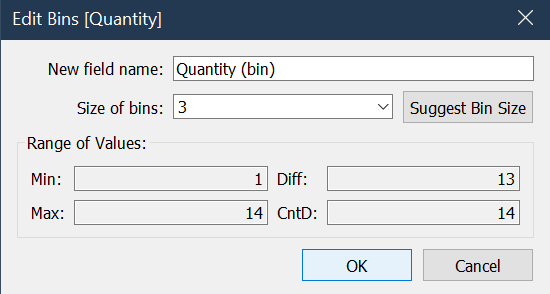 Edit Bins [Quantity]
New field name: Quantity (bin)
Size of bins: 3 Suggest Bin Size
Range of Values:
Min: 1 Diff: 13
Max: 14 CntD: 14
OK Cancel